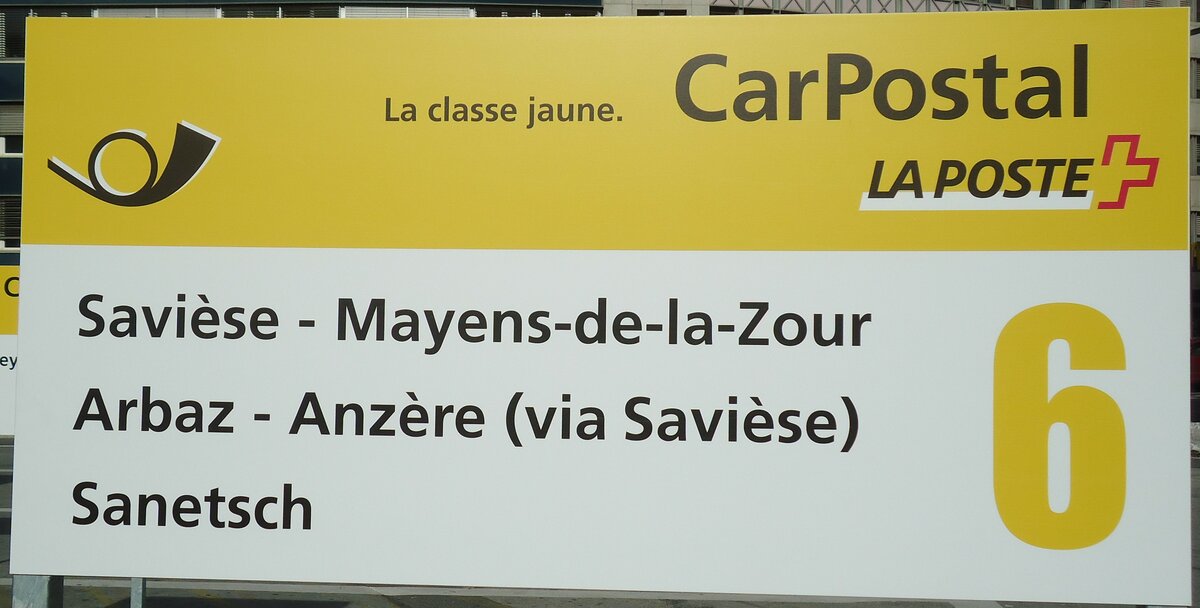 La classe jaune.
CarPostal
LA POSTE
Savièse - Mayens-de-la-Zour
Arbaz - Anzère (via Savièse)
Sanetsch
6